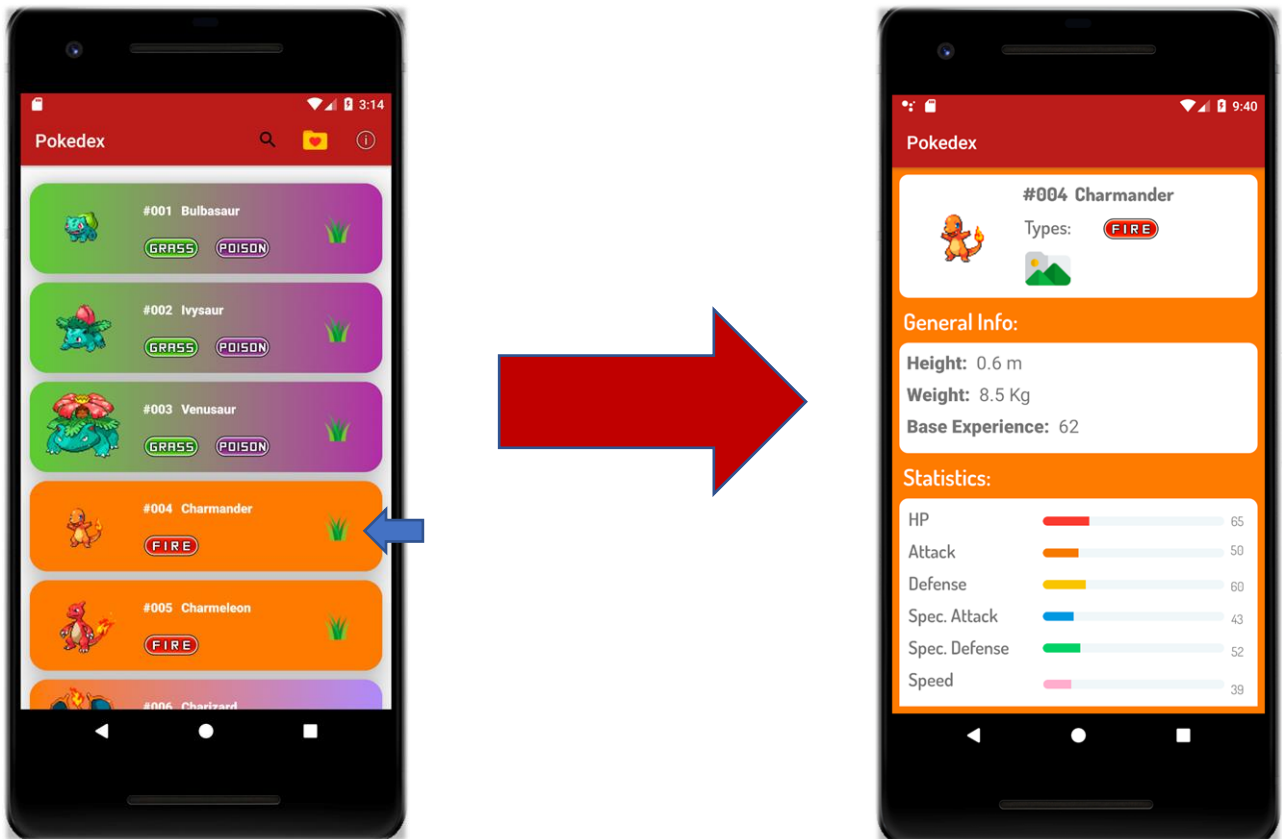 3:14
Pokedex
#001 Bulbasaur
GRASS POISON
#002 Ivysaur
GRASS POISON
#003 Venusaur
GRASS POISON
#004 Charmander
FIRE
#005 Charmeleon
FIRE
#006 Charizard
9:40
Pokedex
#004 Charmander
Types: FIRE
General Info:
Height: 0.6 m
Weight: 8.5 Kg
Base Experience: 62
Statistics:
HP 65
Attack 50
Defense 60
Spec. Attack 43
Spec. Defense 52
Speed 39